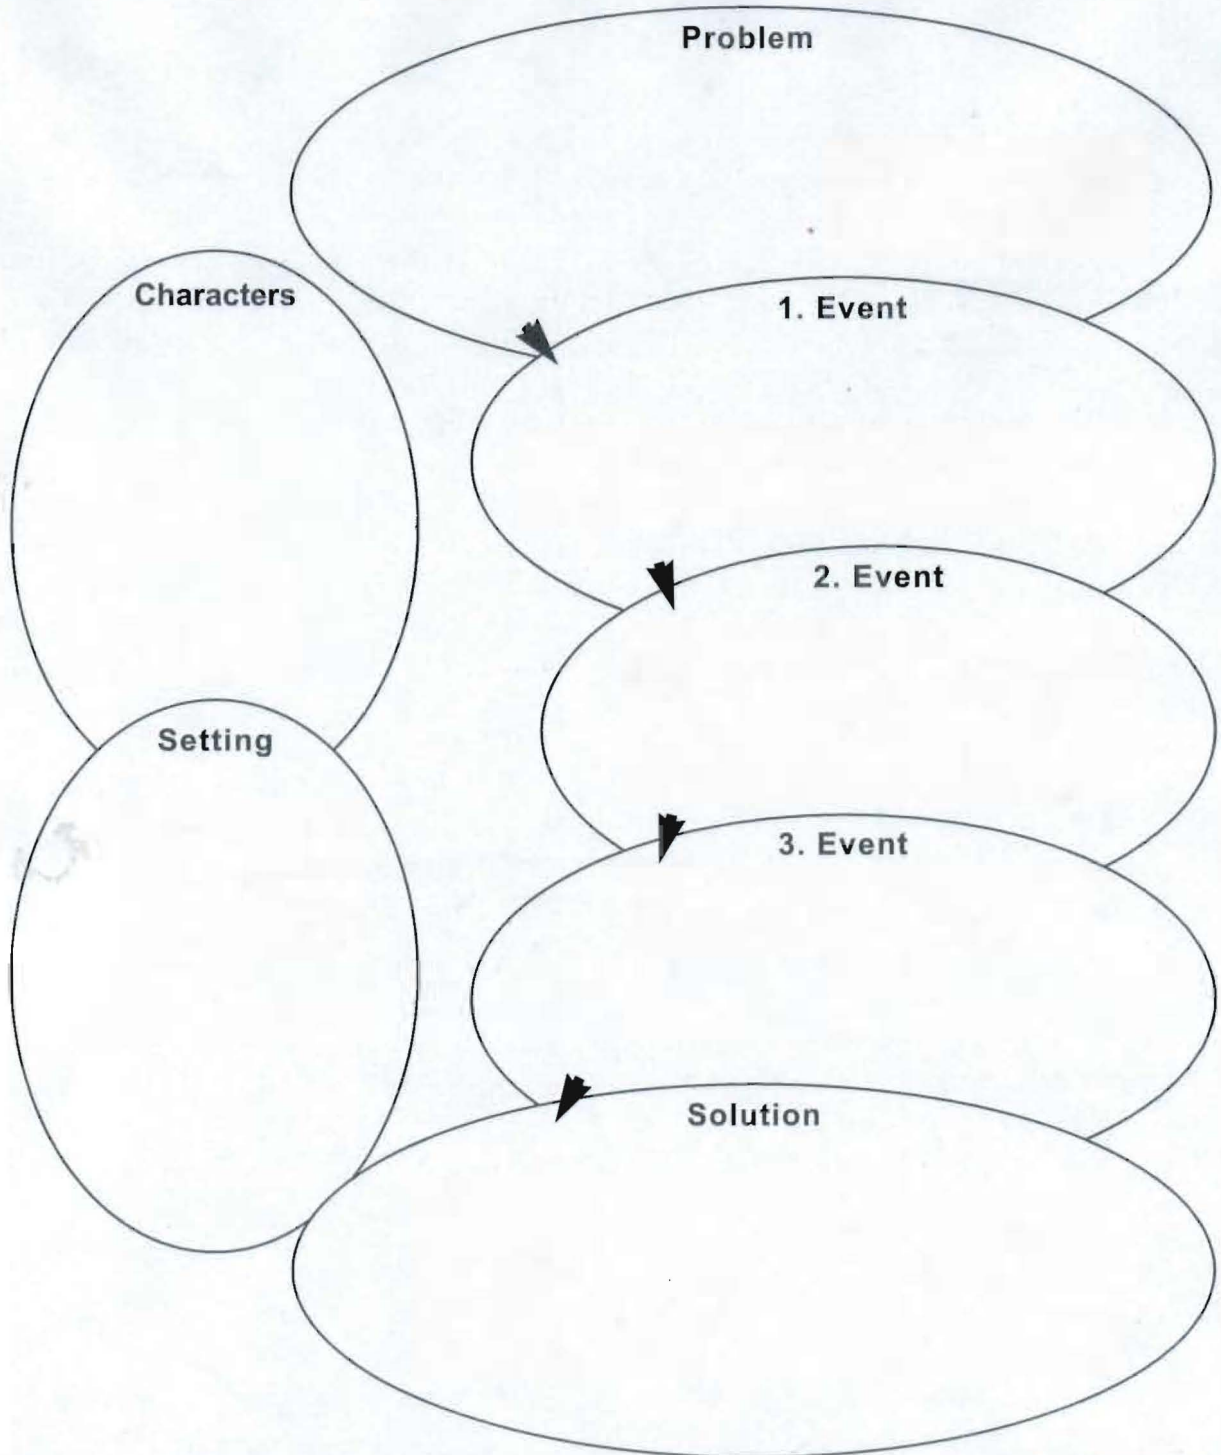 Problem
Characters
1. Event
2. Event
Setting
3. Event
Solution